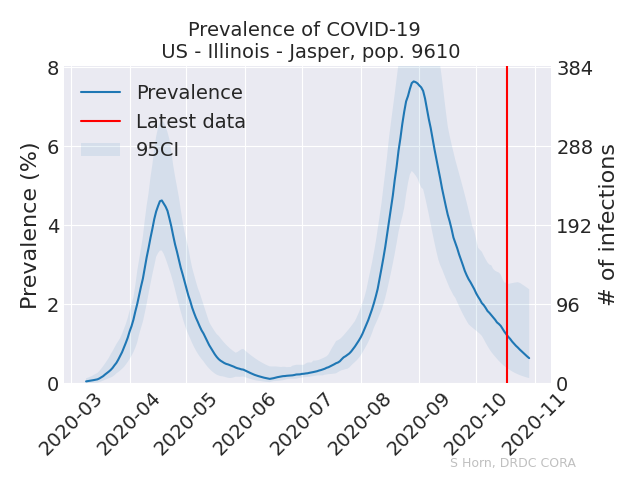 Prevalence of COVID-19
US - Illinois - Jasper, pop. 9610
Prevalence
Latest data
95CI
8
6
4
2
0
Prevalence (%)
384
288
192
96
0
# of infections
2020-03
2020-04
2020-05
2020-06
2020-07
2020-08
2020-09
2020-10
2020-11
S Horn, DRDC CORA